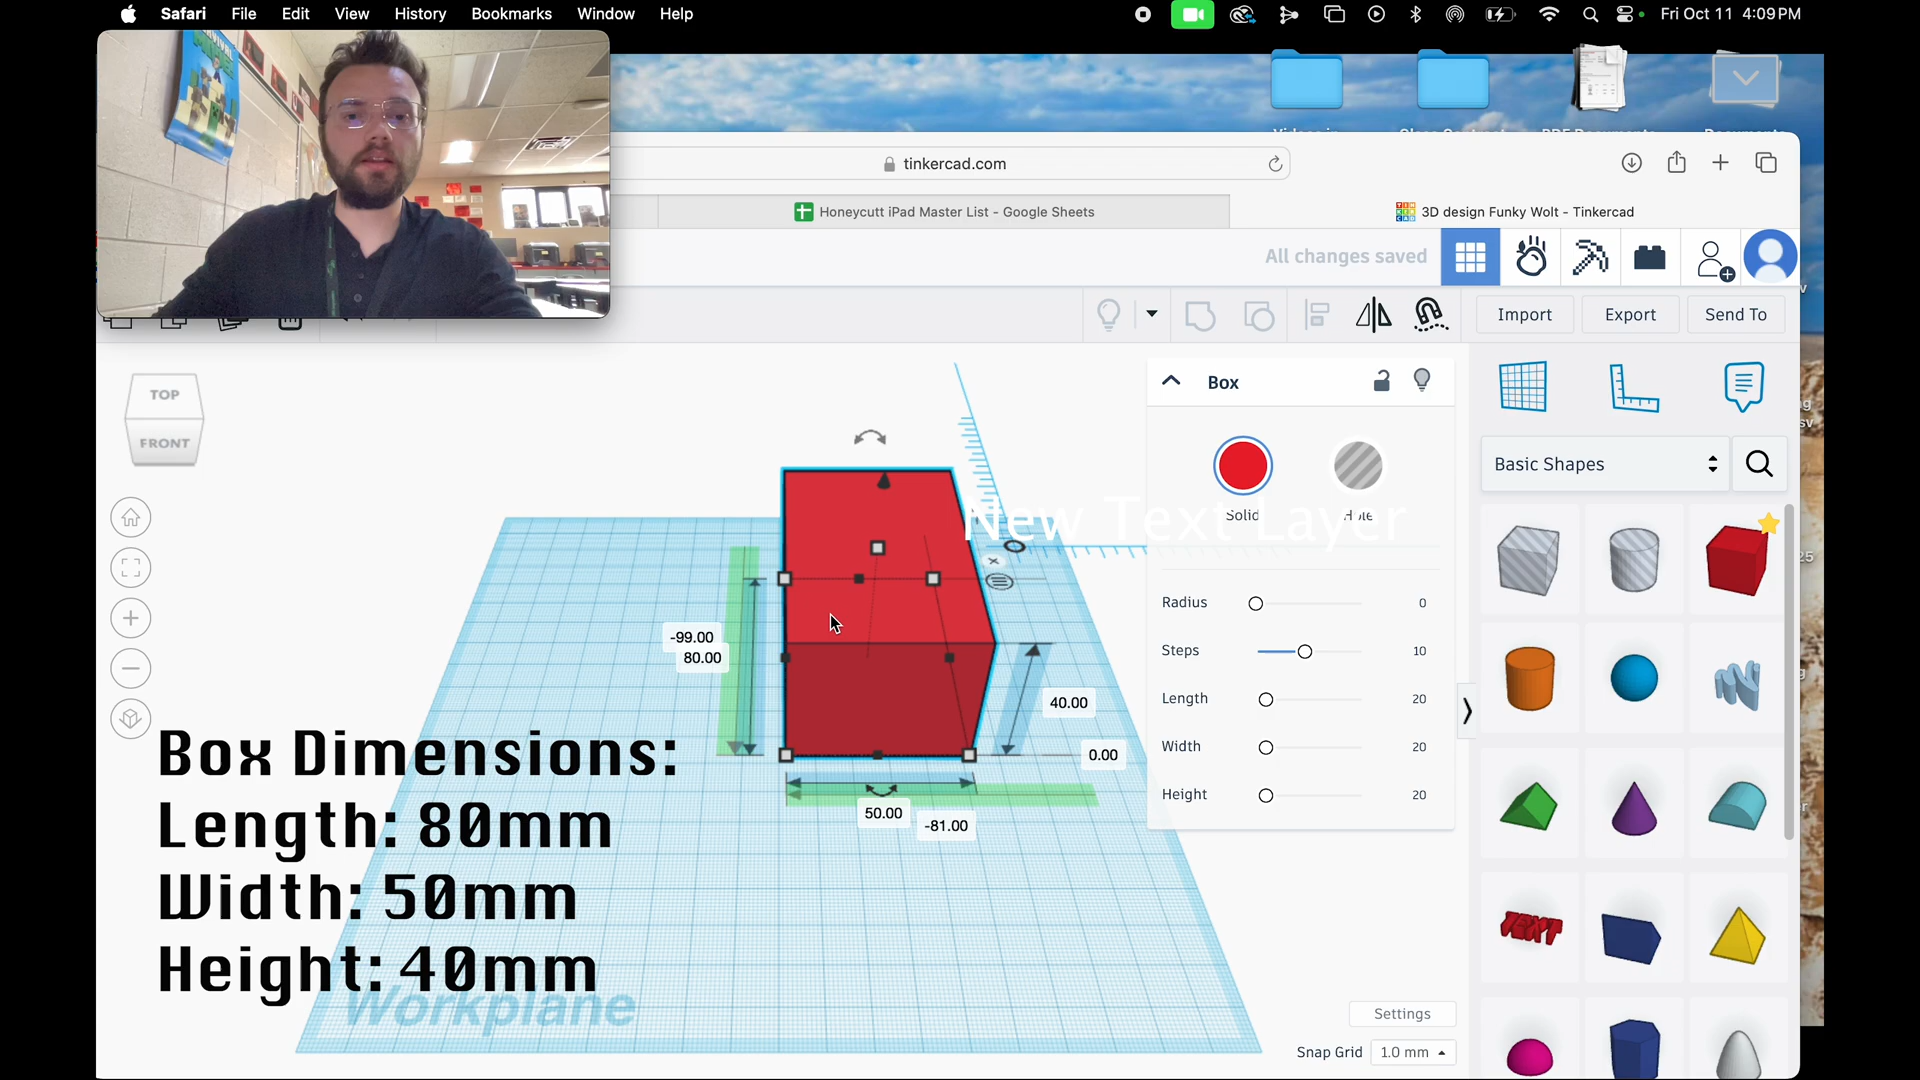 Safari File Edit View History Bookmarks Window Help Fri Oct 11 4:09 PM
tinkercad.com
Honeycutt iPad Master List - Google Sheets
3D design Funky Wolt - Tinkercad
All changes saved
Import Export Send To
TOP
FRONT
Box
Solid
Hole
New Text Layer
Radius 0
Steps 10
Length 20
Width 20
Height 20
Basic Shapes
TEXT
-99.00
80.00
40.00
0.00
50.00
-81.00
Box Dimensions:
Length: 80mm
Width: 50mm
Height: 40mm
Workplane
Settings
Snap Grid 1.0 mm